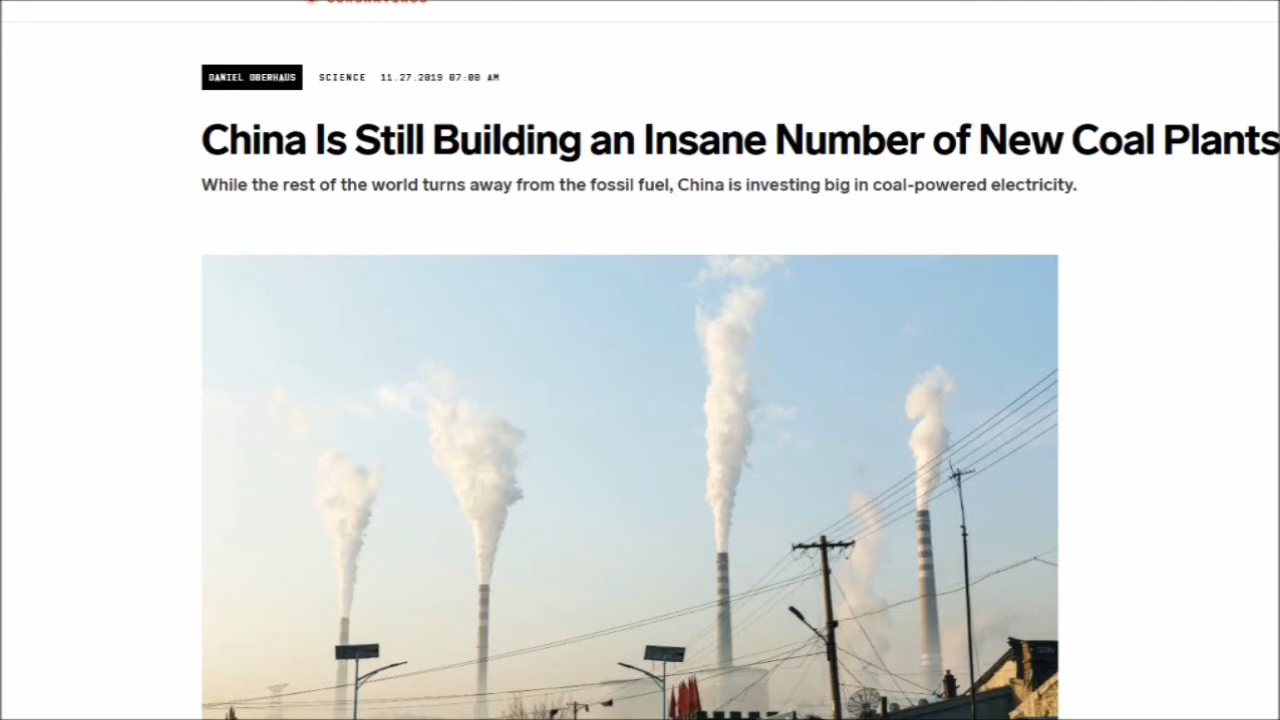 DANIEL OBERHAUS SCIENCE 11.27.2019 07:00 AM
China Is Still Building an Insane Number of New Coal Plants
While the rest of the world turns away from the fossil fuel, China is investing big in coal-powered electricity.